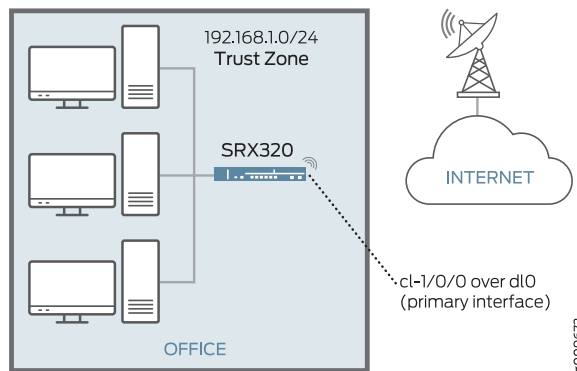 192.168.1.0/24
Trust Zone
SRX320
INTERNET
cl-1/0/0 over dl0
(primary interface)
OFFICE